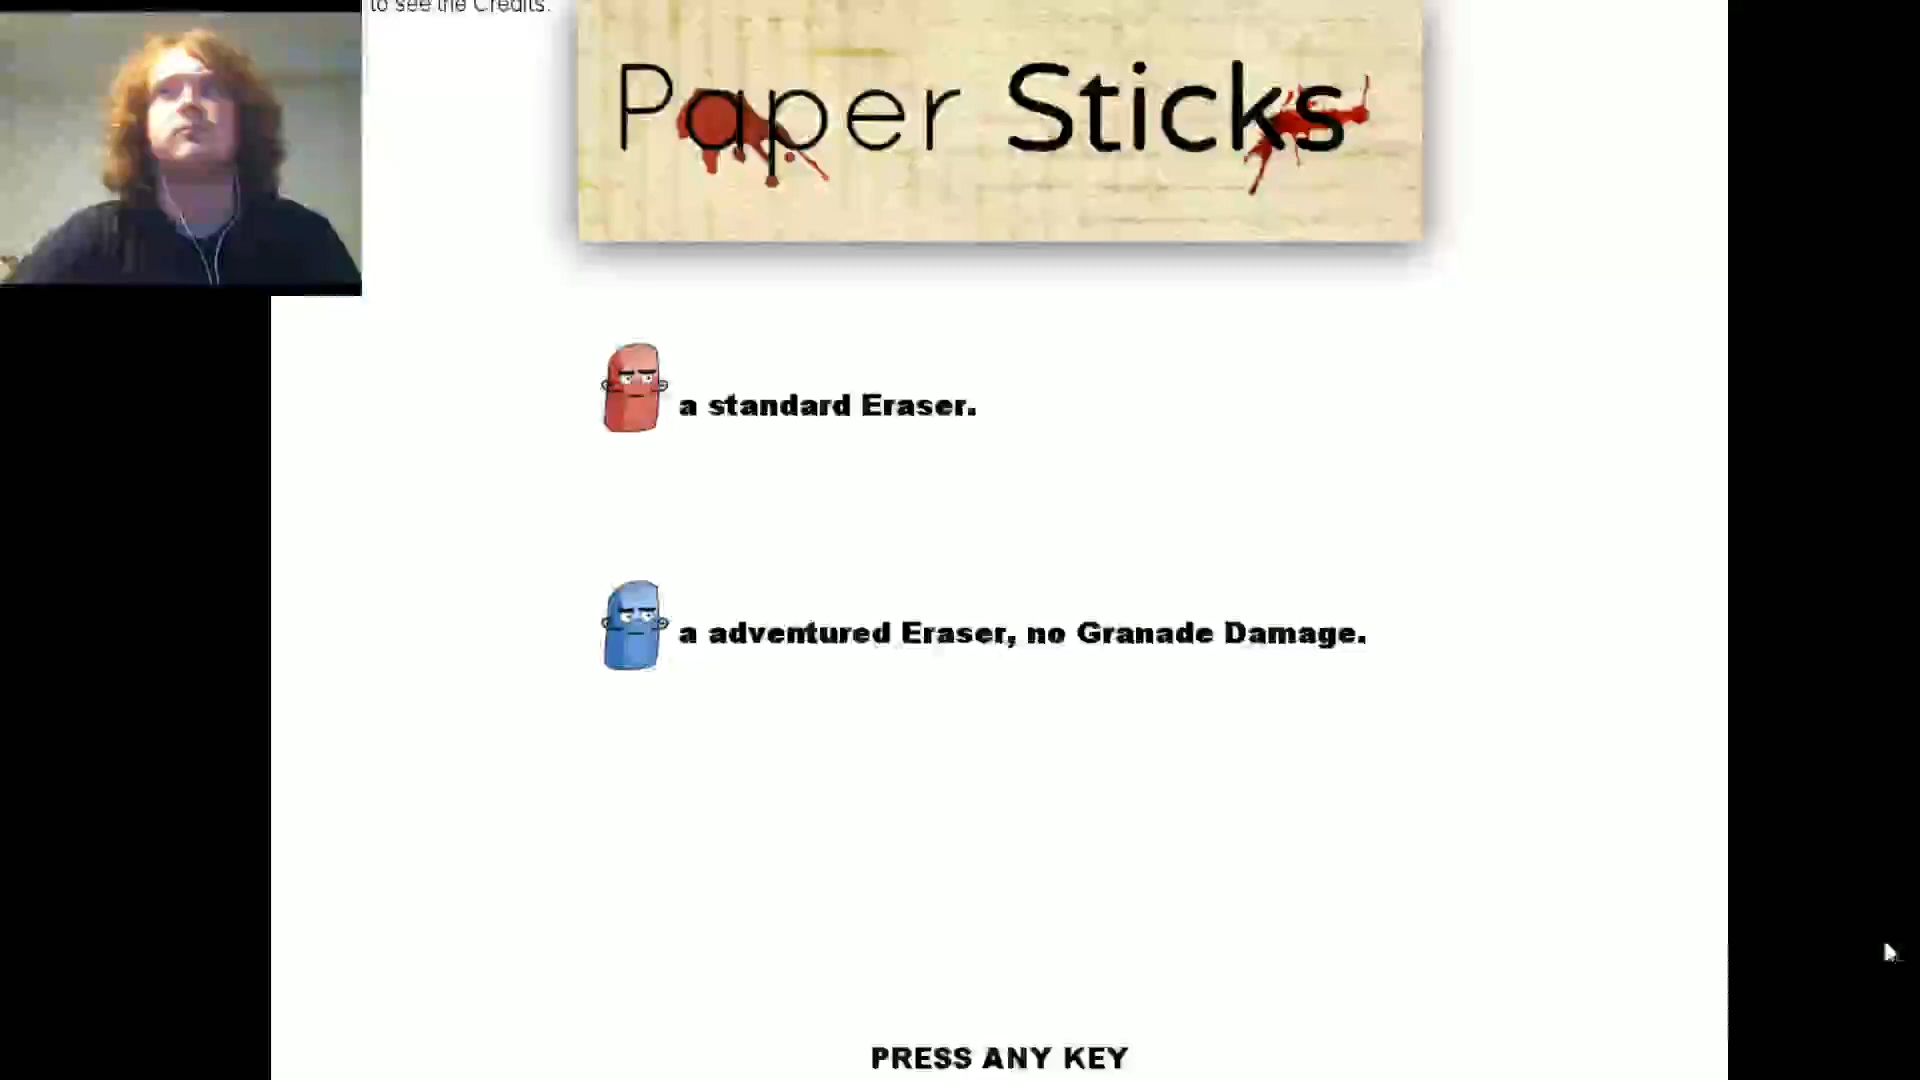 to see the Credits.
Paper Sticks
a standard Eraser.
a adventured Eraser, no Granade Damage.
PRESS ANY KEY